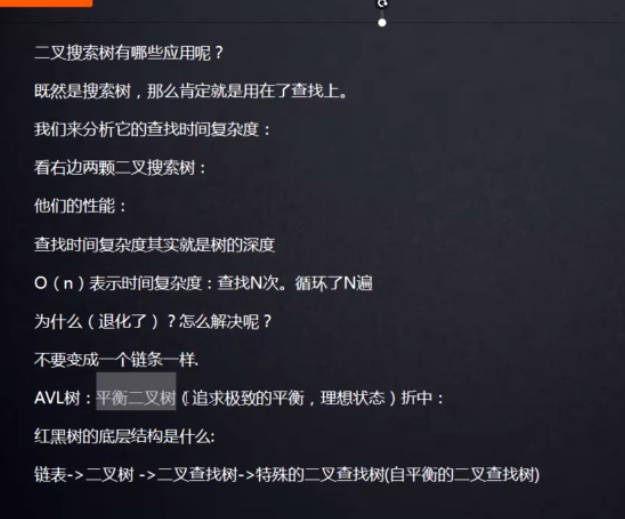 二叉搜索树有哪些应用呢？
既然是搜索树，那么肯定就是用在了查找上。
我们来分析它的查找时间复杂度：
看右边两颗二叉搜索树：
他们的性能：
查找时间复杂度其实就是树的深度
O（n）表示时间复杂度：查找N次。循环了N遍
为什么（退化了）？怎么解决呢？
不要变成一个链条一样.
AVL树：平衡二叉树（追求极致的平衡，理想状态）折中：
红黑树的底层结构是什么:
链表->二叉树 ->二叉查找树->特殊的二叉查找树(自平衡的二叉查找树)